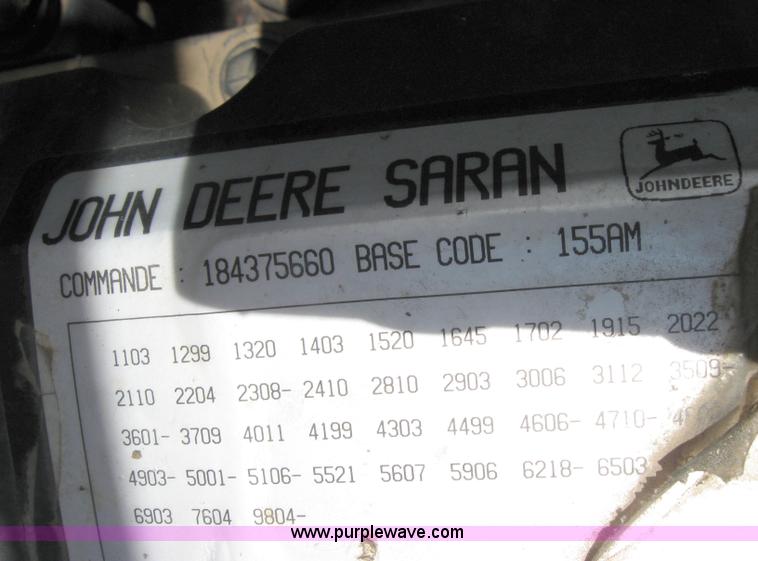 JOHN DEERE SARAN
JOHN DEERE
COMMANDE : 184375660 BASE CODE : 155AM
1103 1299 1320 1403 1520 1645 1702 1915 2022
2110 2204 2308- 2410 2810 2903 3006 3112 3509-
3601- 3709 4011 4199 4303 4499 4606- 4710-
4903- 5001- 5106- 5521 5607 5906 6218- 6503
6903 7604 9804-
www.purplewave.com